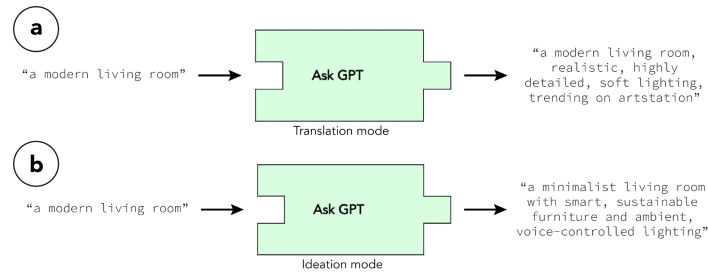 a
“a modern living room”
Ask GPT
“a modern living room,
realistic, highly
detailed, soft lighting,
trending on artstation”
Translation mode
b
“a modern living room”
Ask GPT
“a minimalist living room
with smart, sustainable
furniture and ambient,
voice-controlled lighting”
Ideation mode